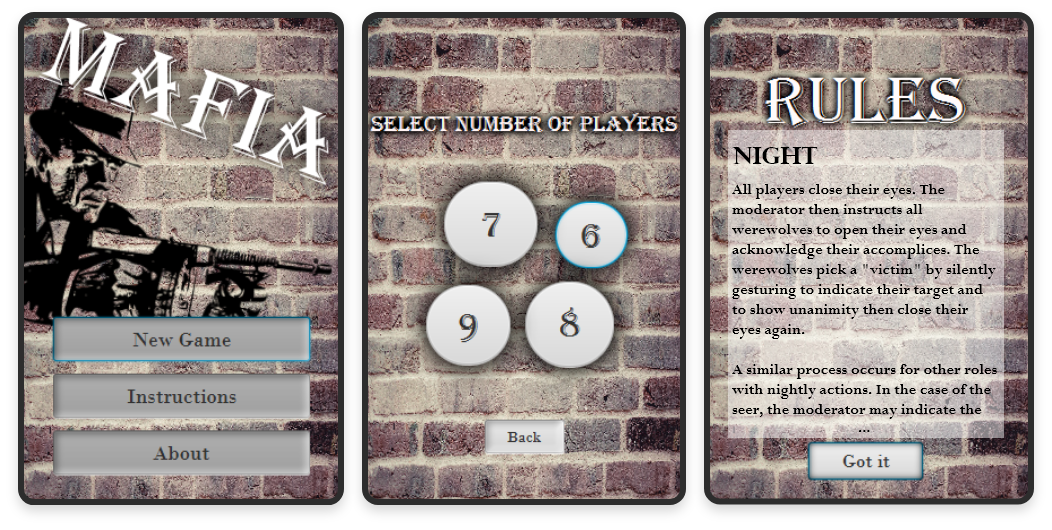 MAFIA
New Game
Instructions
About
SELECT NUMBER OF PLAYERS
7
6
9
8
Back
RULES
NIGHT
All players close their eyes. The
moderator then instructs all
werewolves to open their eyes and
acknowledge their accomplices. The
werewolves pick a "victim" by silently
gesturing to indicate their target and
to show unanimity then close their
eyes again.
A similar process occurs for other roles
with nightly actions. In the case of the
seer, the moderator may indicate the
...
Got it